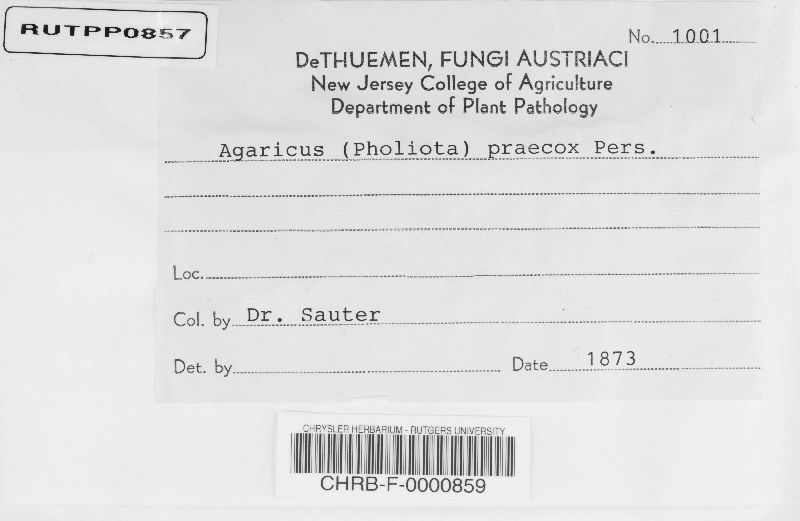 RUTPP0857
No. 1001
DeTHUEMEN, FUNGI AUSTRIACI
New Jersey College of Agriculture
Department of Plant Pathology
Agaricus (Pholiota) praecox Pers.
Loc.
Col. by Dr. Sauter
Det. by Date 1873
CHRYSLER HERBARIUM - RUTGERS UNIVERSITY
CHRB-F-0000859